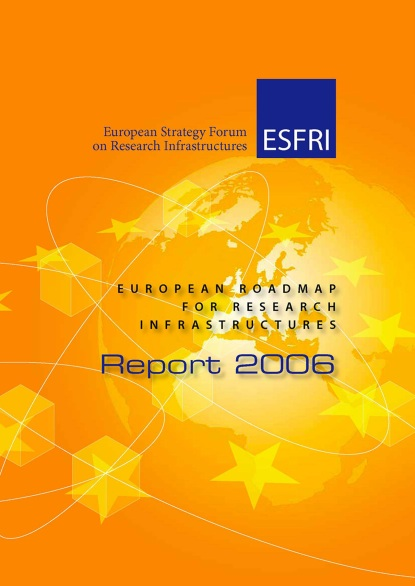 European Strategy Forum
on Research Infrastructures
ESFRI
EUROPEAN ROADMAP
FOR RESEARCH
INFRASTRUCTURES
Report 2006